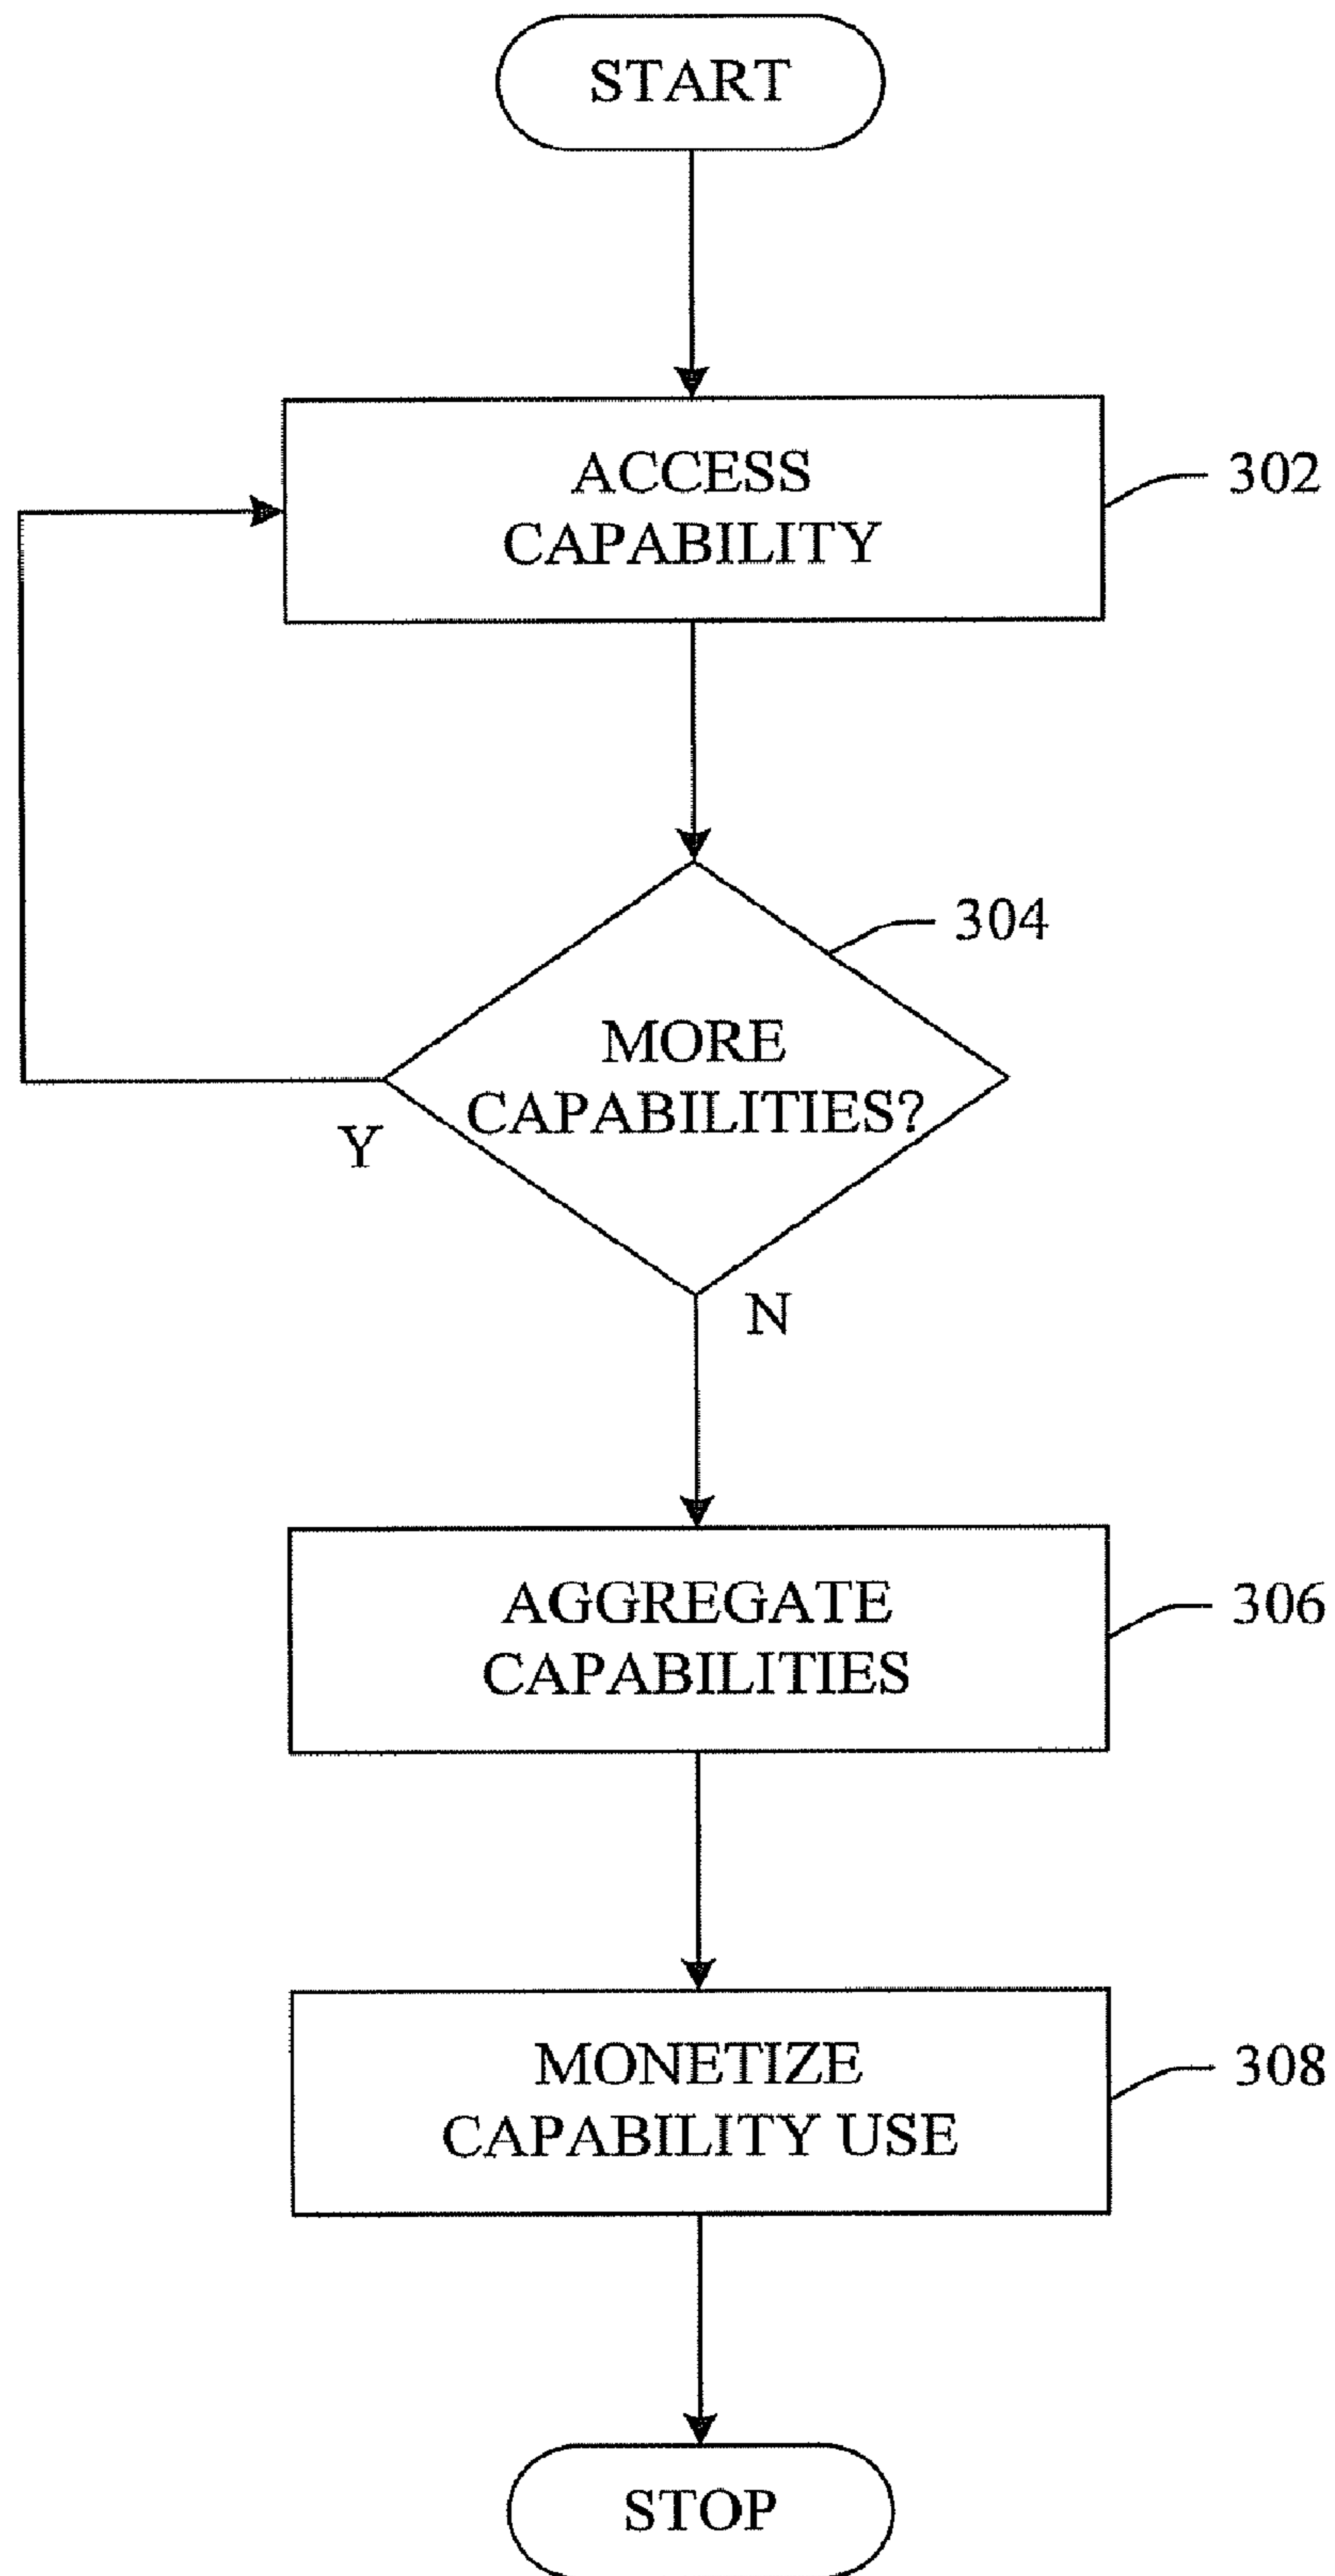 START
ACCESS
CAPABILITY
302
304
MORE
CAPABILITIES?
Y
N
AGGREGATE
CAPABILITIES
306
MONETIZE
CAPABILITY USE
308
STOP